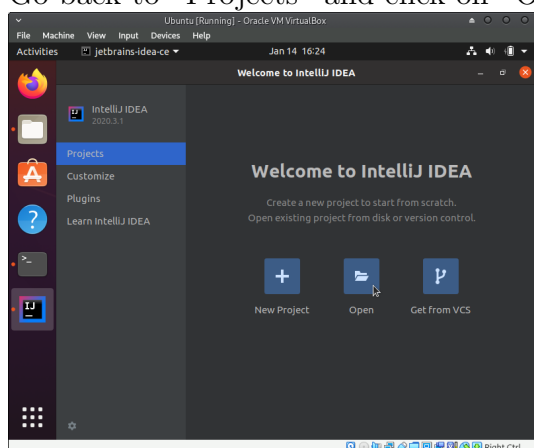 Go back to "Projects" and click on "O
Ubuntu [Running] - Oracle VM VirtualBox
File Machine View Input Devices Help
Activities jetbrains-idea-ce Jan 14 16:24
Welcome to IntelliJ IDEA
IntelliJ IDEA
2020.3.1
Projects
Customize
Plugins
Learn IntelliJ IDEA
Welcome to IntelliJ IDEA
Create a new project to start from scratch.
Open existing project from disk or version control.
New Project Open Get from VCS
Right Ctrl